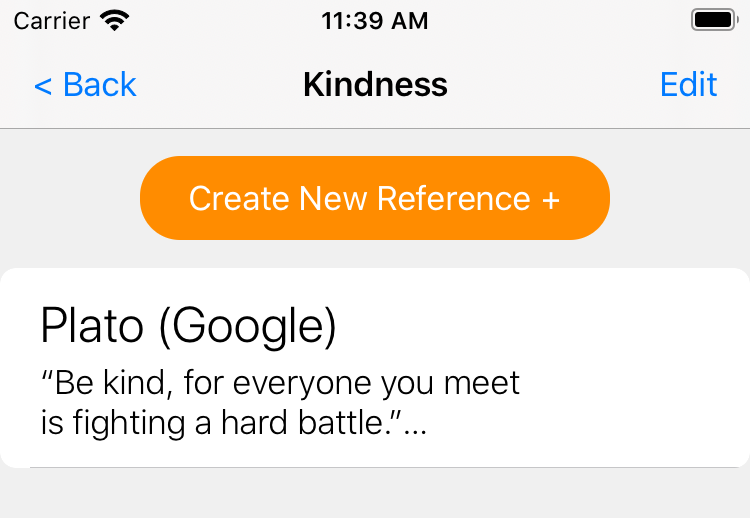 Carrier 11:39 AM
< Back Kindness Edit
Create New Reference +
Plato (Google)
“Be kind, for everyone you meet
is fighting a hard battle.”...